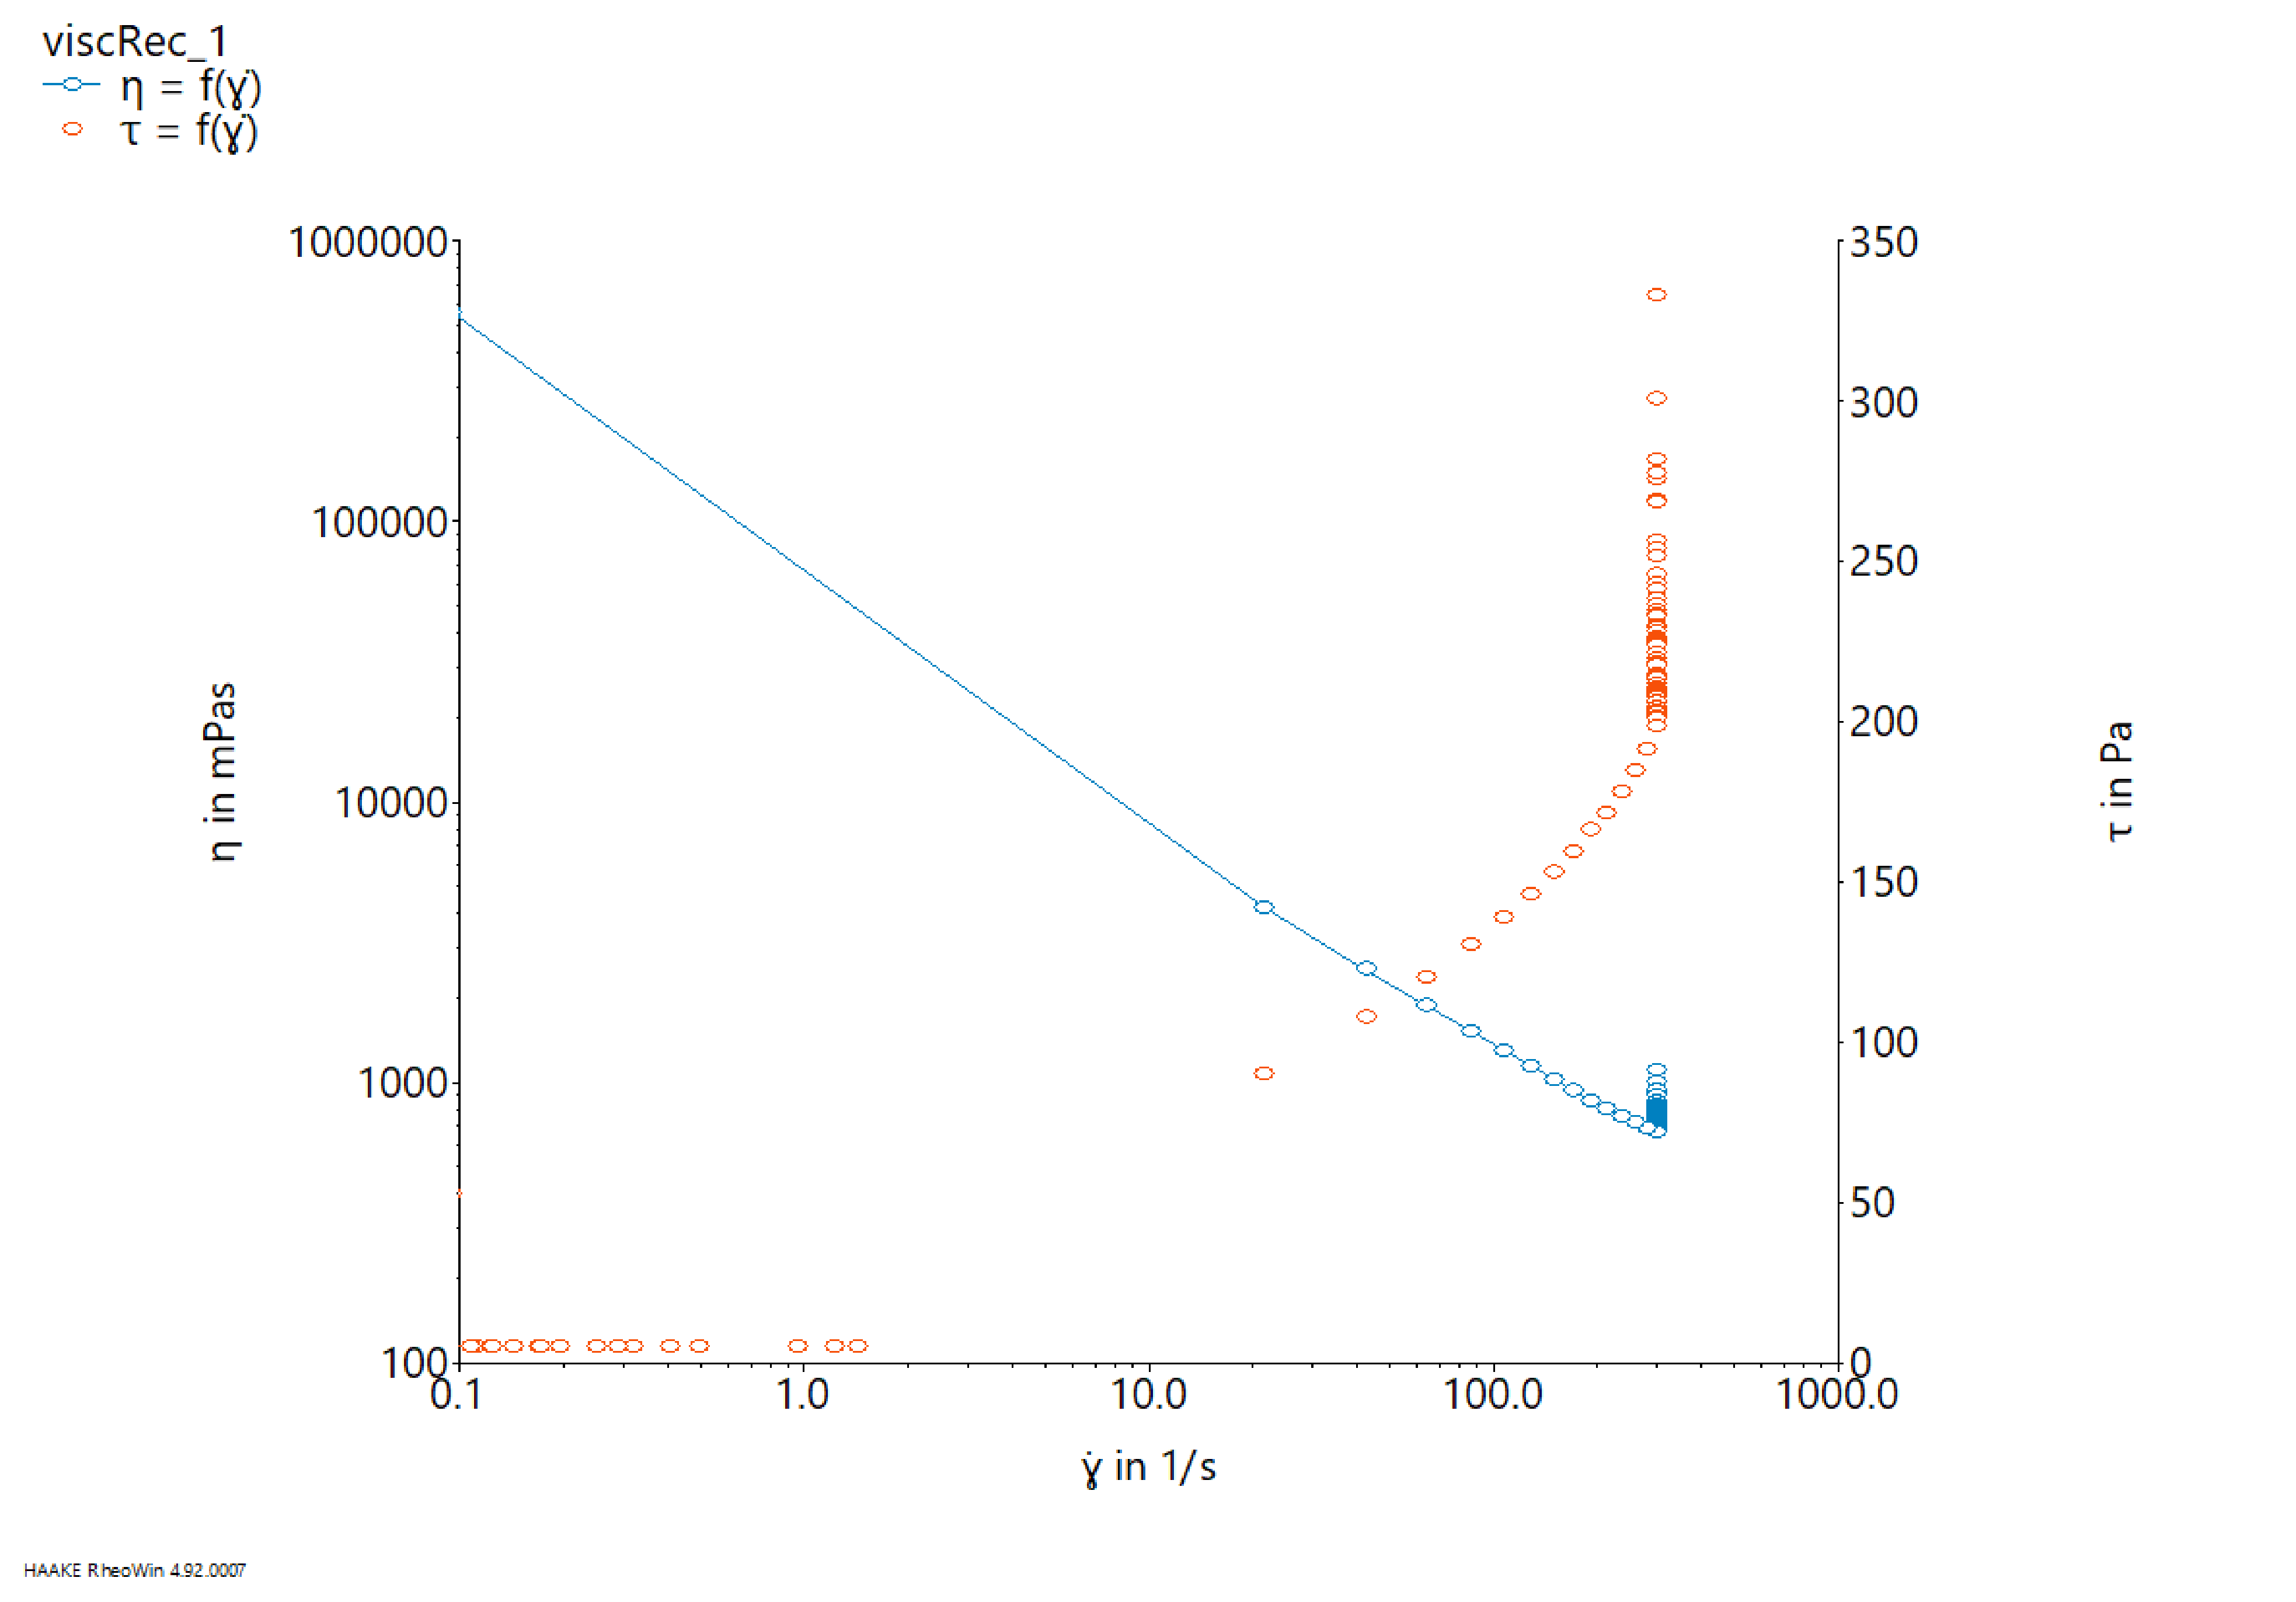 viscRec_1
η = f(γ̇)
τ = f(γ̇)
1000000
100000
10000
1000
100
350
300
250
200
150
100
50
0
0.1
1.0
10.0
100.0
1000.0
η in mPas
τ in Pa
γ̇ in 1/s
HAAKE RheoWin 4.92.0007